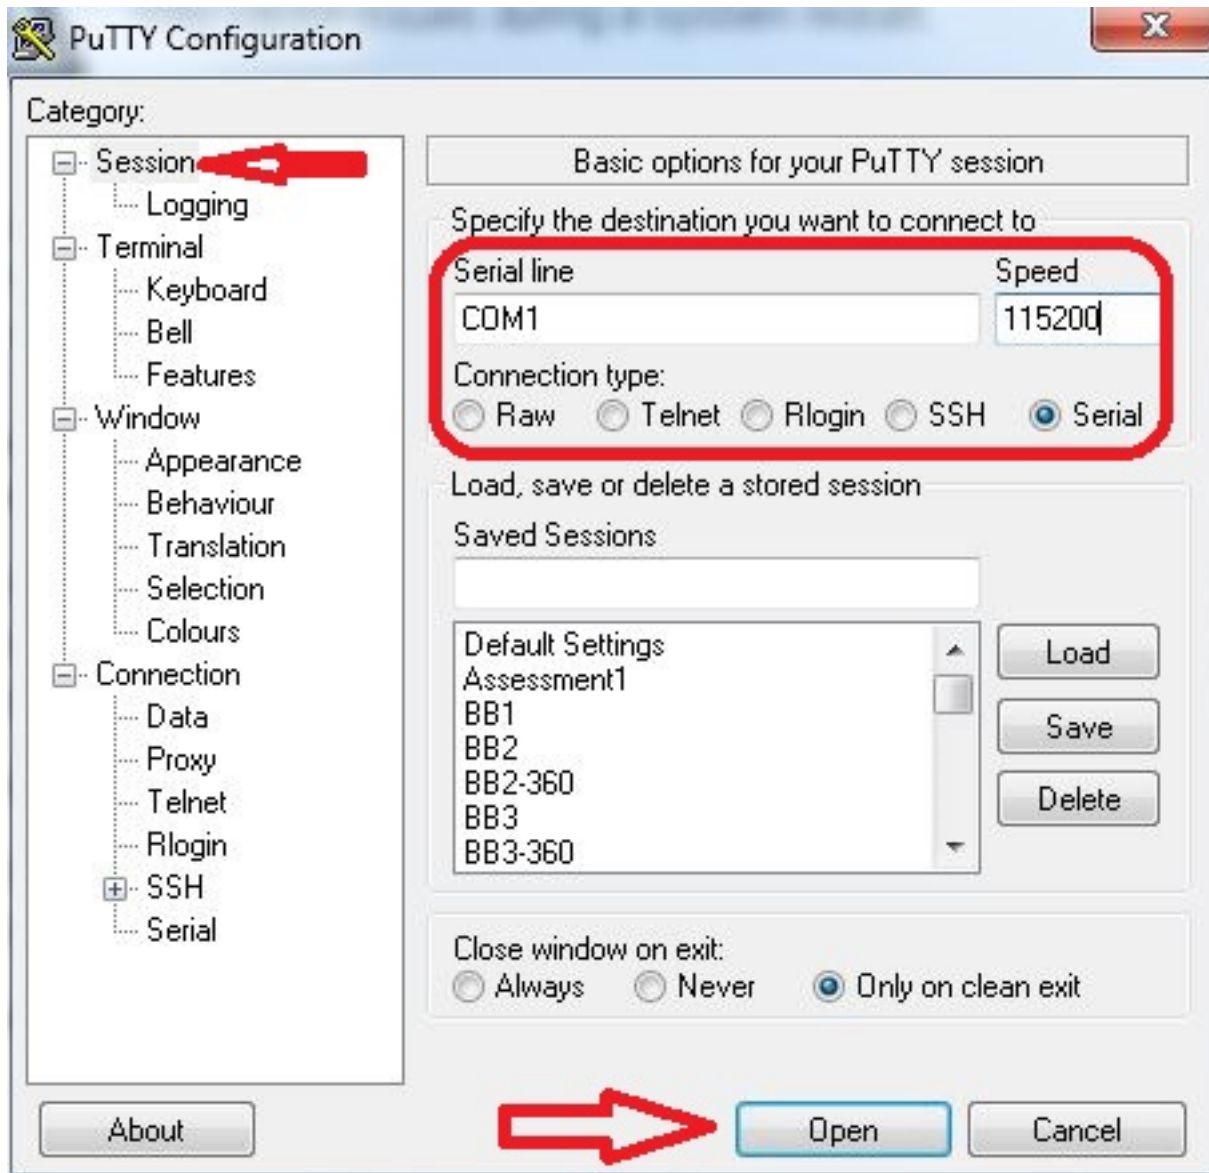 PuTTY Configuration
Category:
Session
Logging
Terminal
Keyboard
Bell
Features
Window
Appearance
Behaviour
Translation
Selection
Colours
Connection
Data
Proxy
Telnet
Rlogin
SSH
Serial
Basic options for your PuTTY session
Specify the destination you want to connect to
Serial line Speed
COM1 115200
Connection type:
Raw Telnet Rlogin SSH Serial
Load, save or delete a stored session
Saved Sessions
Default Settings
Assessment1
BB1
BB2
BB2-360
BB3
BB3-360
Load
Save
Delete
Close window on exit:
Always Never Only on clean exit
About Open Cancel